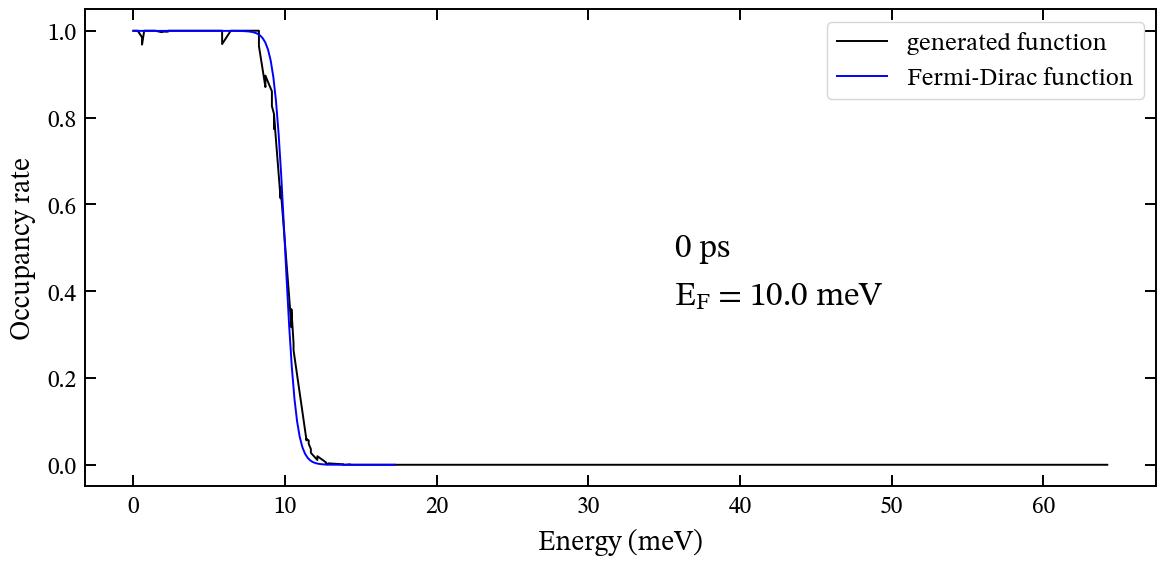 1.0
0.8
0.6
0.4
0.2
0.0
Occupancy rate
generated function
Fermi-Dirac function
0 ps
E_F = 10.0 meV
0 10 20 30 40 50 60
Energy (meV)